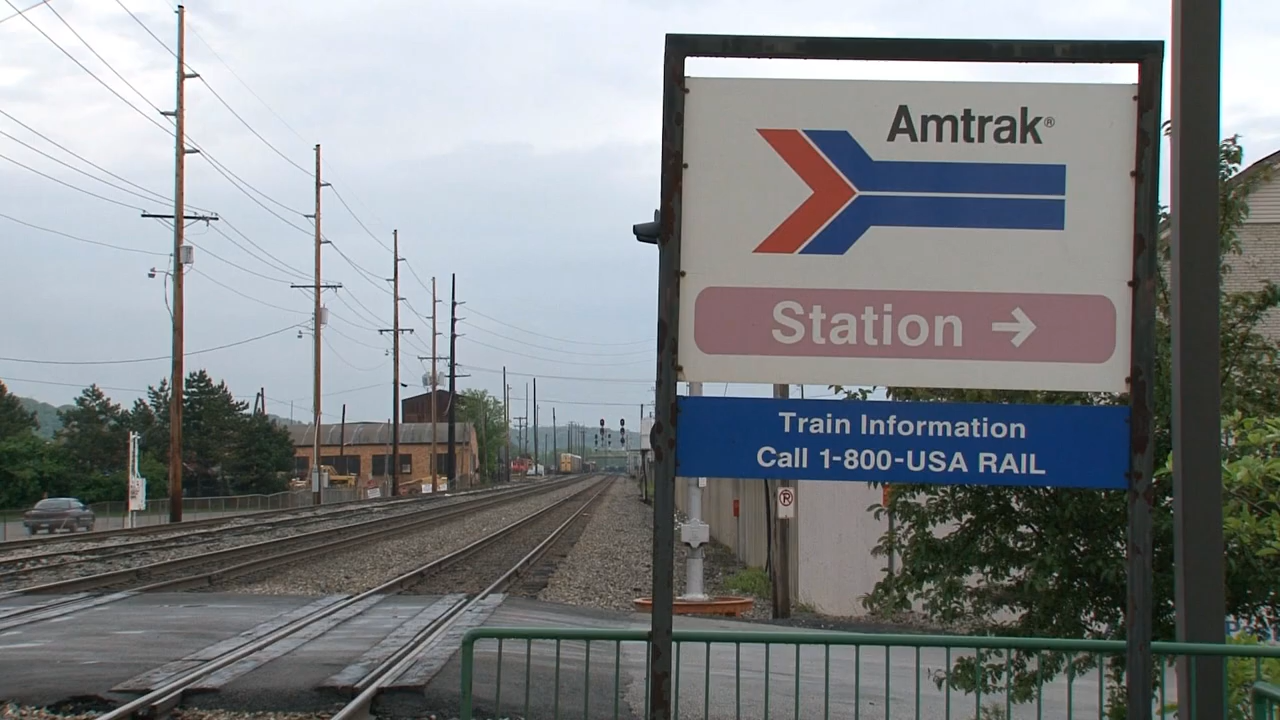 Amtrak®
Station →
Train Information
Call 1-800-USA RAIL